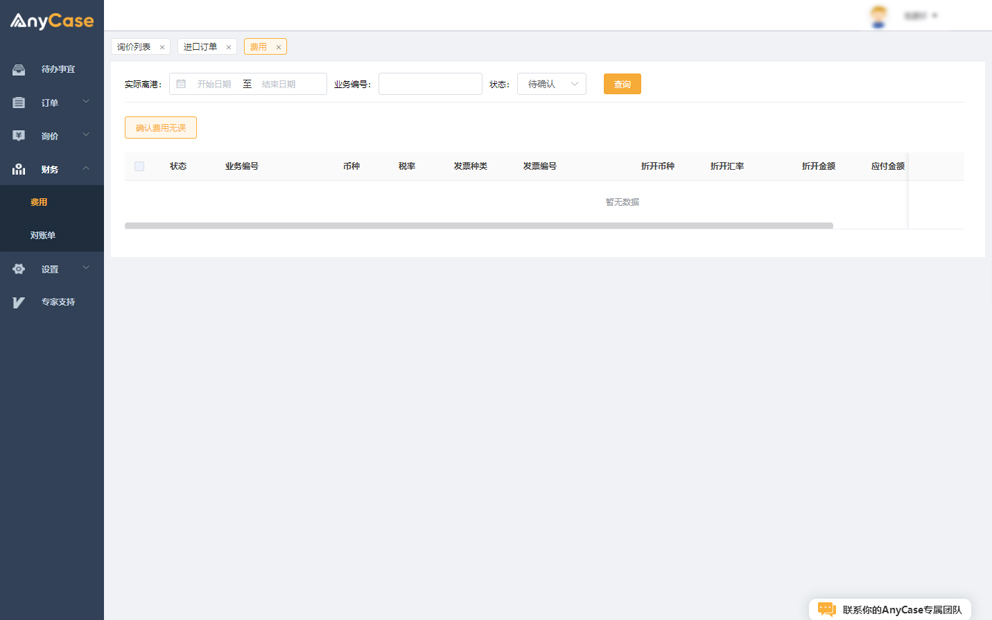 AnyCase
询价列表 × 进口订单 × 费用 ×
待办事宜
订单
询价
财务
费用
对账单
设置
专家支持
实际离港： 开始日期 至 结束日期 业务编号： 状态： 待确认 查询
确认费用无误
状态 业务编号 币种 税率 发票种类 发票编号 折开币种 折开汇率 折开金额 应付金额
暂无数据
联系你的AnyCase专属团队